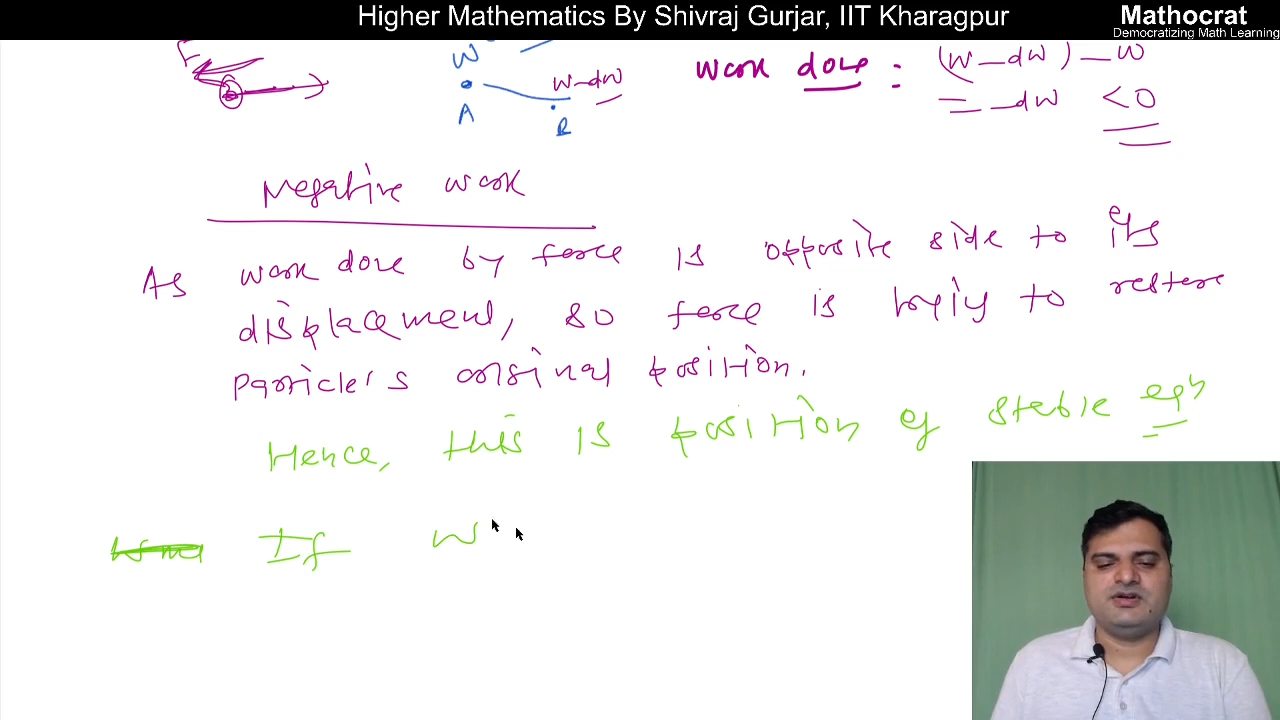 Higher Mathematics By Shivraj Gurjar, IIT Kharagpur
Mathocrat
Democratizing Math Learning
F
W
A
W-dW
B
Work done = (W-dW) - W
= -dW < 0
Negative work
As work done by force is opposite side to its
displacement, so force is trying to restore
particle's original position.
Hence, this is position of stable eqn
If W